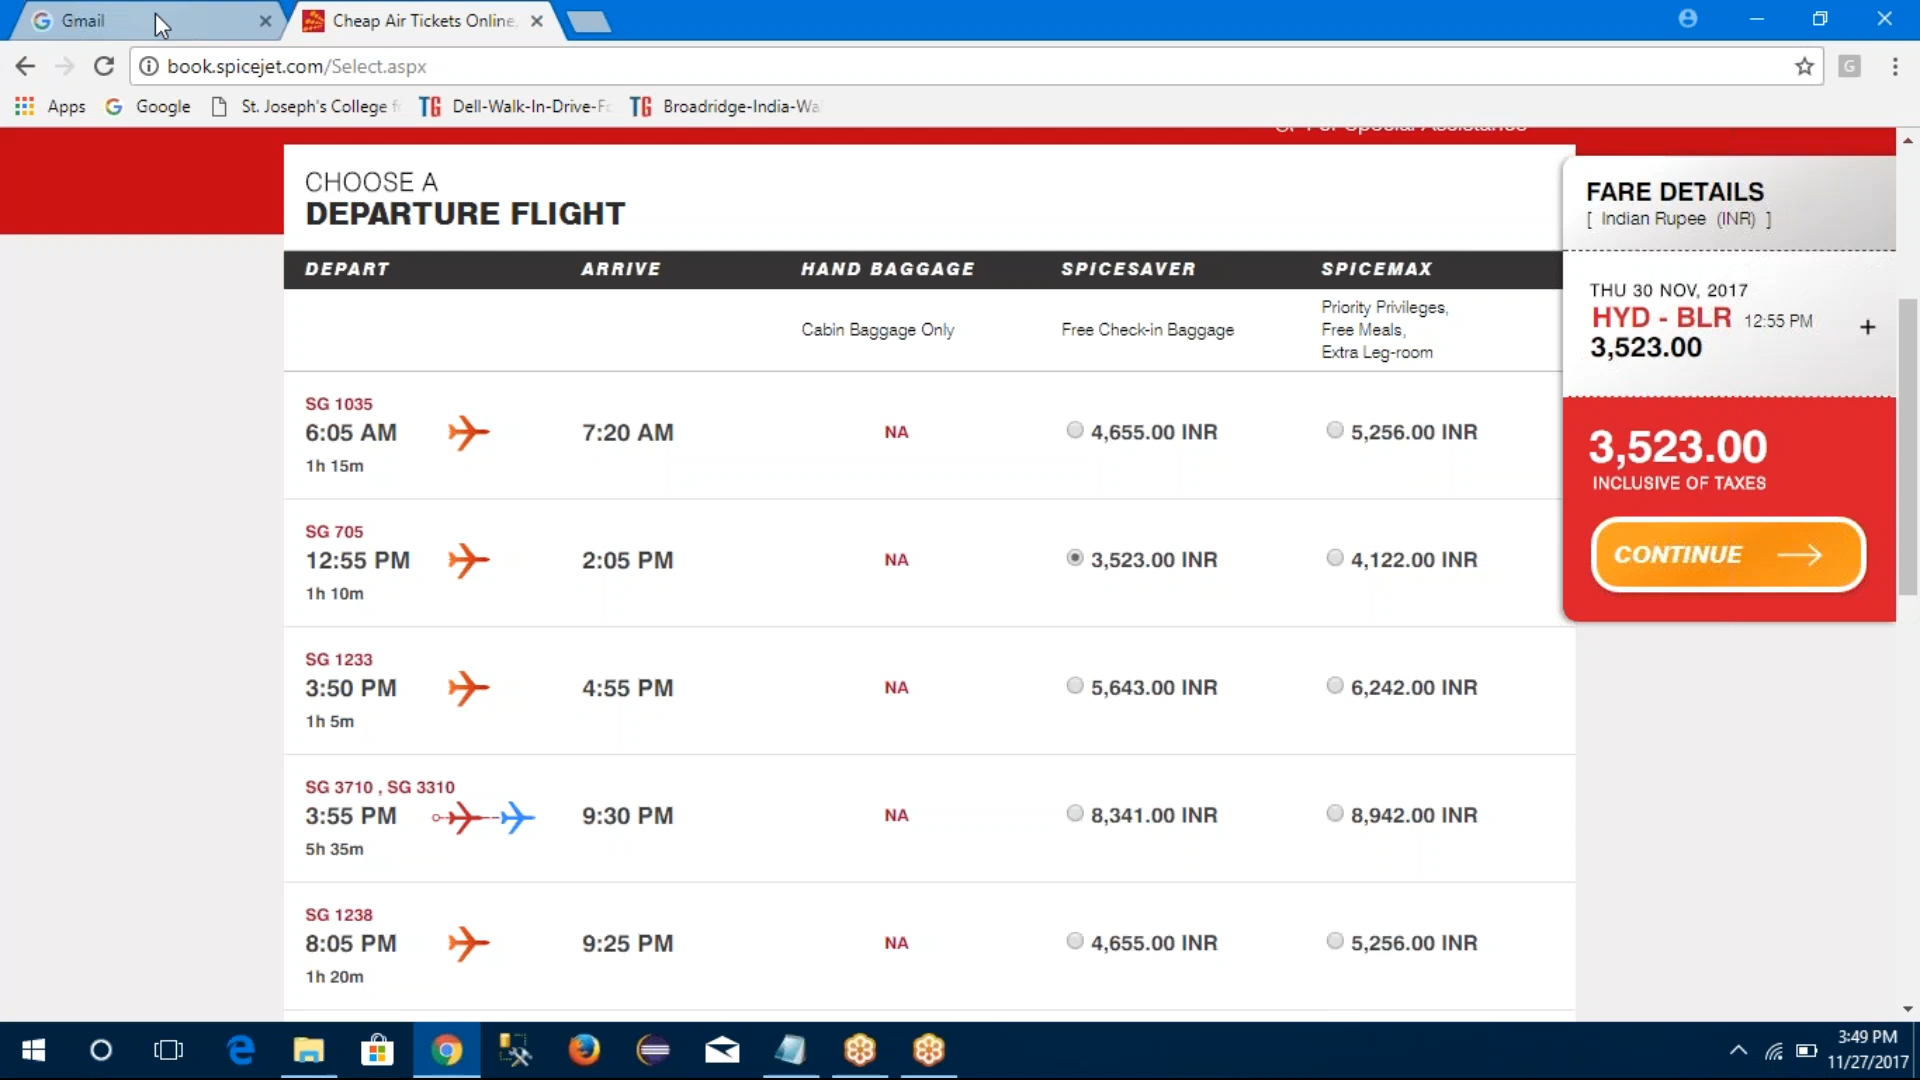 Gmail
Cheap Air Tickets Online,
book.spicejet.com/Select.aspx
G
Apps
Google
St. Joseph's College f
TG Dell-Walk-In-Drive-Fo
TG Broadridge-India-Wa
For Special Assistance
CHOOSE A
DEPARTURE FLIGHT
DEPART ARRIVE HAND BAGGAGE SPICESAVER SPICEMAX
Cabin Baggage Only
Free Check-in Baggage
Priority Privileges,
Free Meals,
Extra Leg-room
SG 1035
6:05 AM 7:20 AM NA 4,655.00 INR 5,256.00 INR
1h 15m
SG 705
12:55 PM 2:05 PM NA 3,523.00 INR 4,122.00 INR
1h 10m
SG 1233
3:50 PM 4:55 PM NA 5,643.00 INR 6,242.00 INR
1h 5m
SG 3710 , SG 3310
3:55 PM 9:30 PM NA 8,341.00 INR 8,942.00 INR
5h 35m
SG 1238
8:05 PM 9:25 PM NA 4,655.00 INR 5,256.00 INR
1h 20m
FARE DETAILS
[ Indian Rupee (INR) ]
THU 30 NOV, 2017
HYD - BLR 12:55 PM +
3,523.00
3,523.00
INCLUSIVE OF TAXES
CONTINUE
3:49 PM
11/27/2017